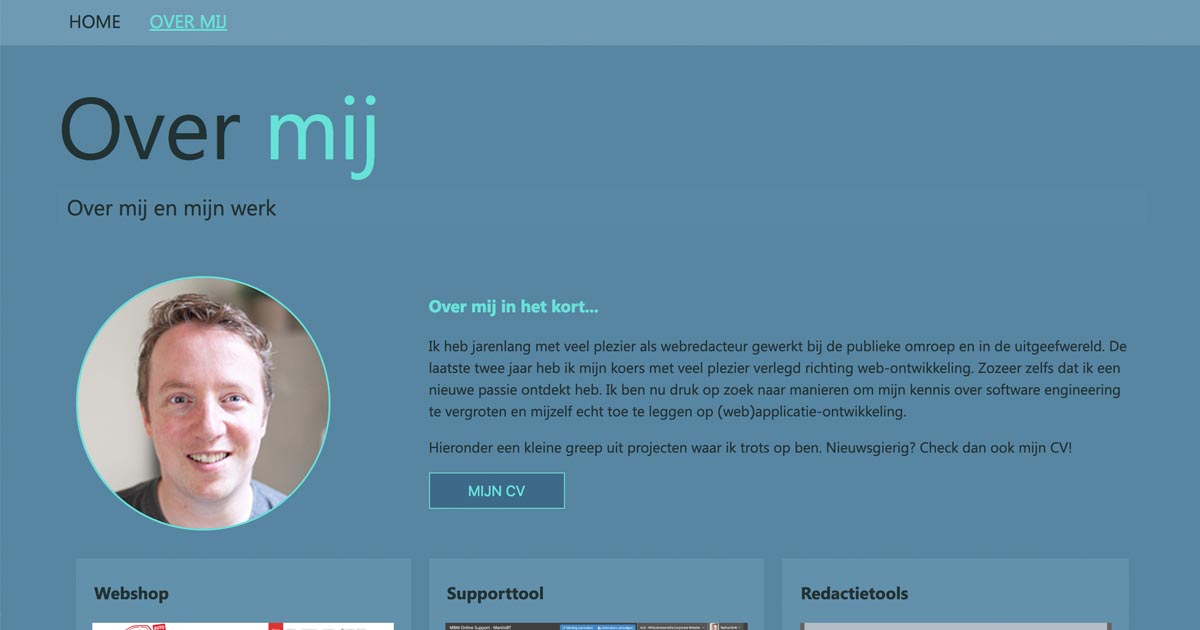 HOME OVER MIJ
Over mij
Over mij en mijn werk
Over mij in het kort...
Ik heb jarenlang met veel plezier als webredacteur gewerkt bij de publieke omroep en in de uitgeefwereld. De
laatste twee jaar heb ik mijn koers met veel plezier verlegd richting web-ontwikkeling. Zozeer zelfs dat ik een
nieuwe passie ontdekt heb. Ik ben nu druk op zoek naar manieren om mijn kennis over software engineering
te vergroten en mijzelf echt toe te leggen op (web)applicatie-ontwikkeling.
Hieronder een kleine greep uit projecten waar ik trots op ben. Nieuwsgierig? Check dan ook mijn CV!
MIJN CV
Webshop
Supporttool
Redactietools
MBM Online Support - MantisBT